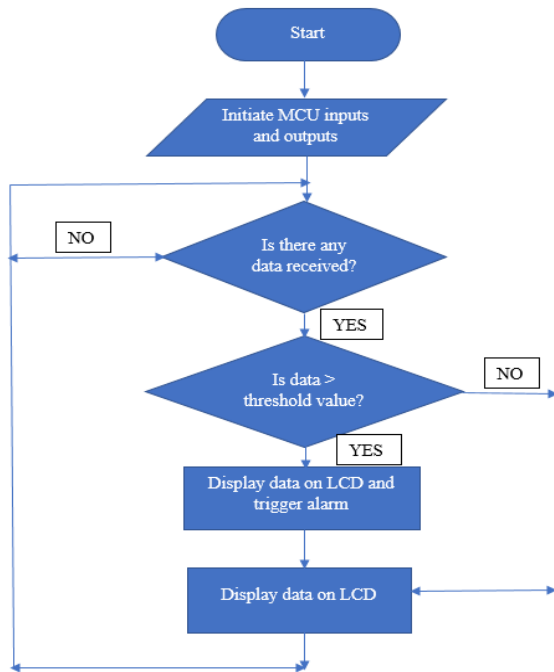 Start
Initiate MCU inputs
and outputs
NO
Is there any
data received?
YES
Is data >
threshold value?
NO
YES
Display data on LCD and
trigger alarm
Display data on LCD